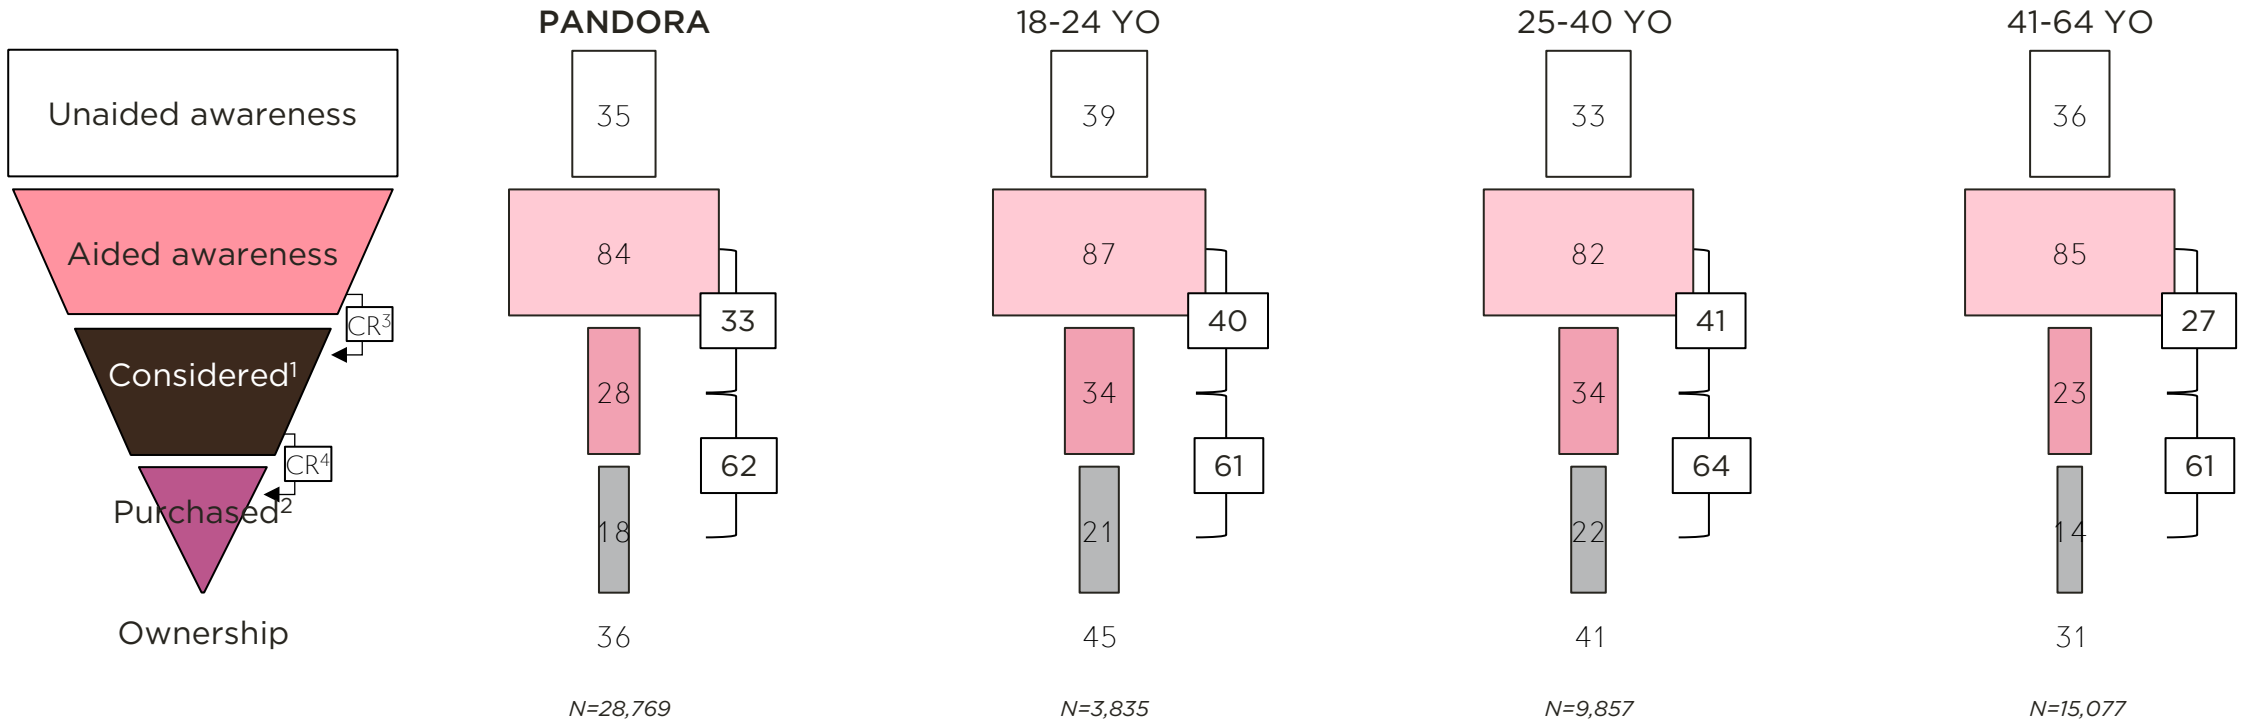 PANDORA 18-24 YO 25-40 YO 41-64 YO
Unaided awareness 35 39 33 36
Aided awareness 84 87 82 85
CR³ 33 40 41 27
Considered¹ 28 34 34 23
CR⁴ 62 61 64 61
Purchased² 18 21 22 14
Ownership 36 45 41 31
N=28,769 N=3,835 N=9,857 N=15,077